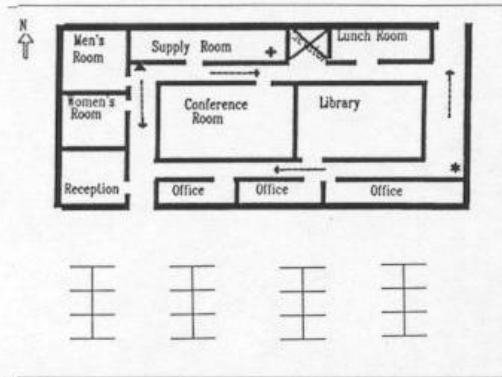 N
Men's
Room
Supply Room
Lunch Room
Women's
Room
Conference
Room
Library
Reception
Office
Office
Office